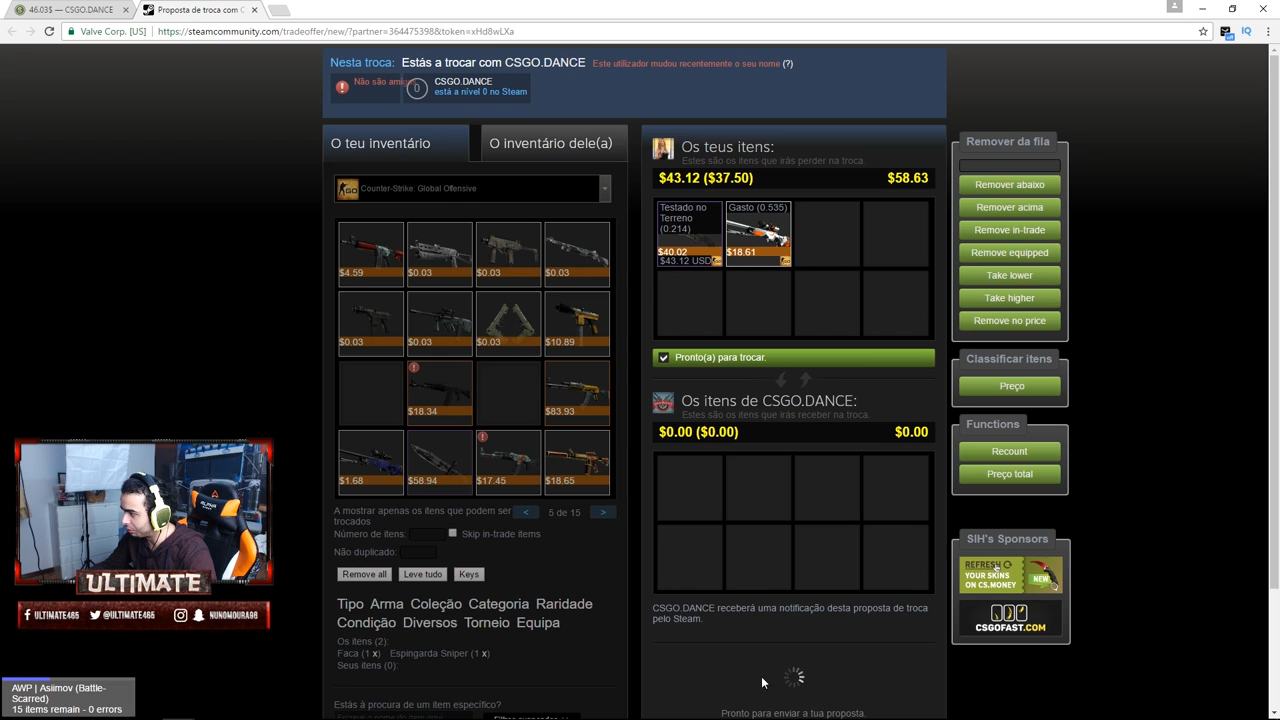 46.03$ — CSGO.DANCE
Proposta de troca com C
Valve Corp. [US]
https://steamcommunity.com/tradeoffer/new/?partner=364475398&token=xHd8wLXa
Nesta troca: Estás a trocar com CSGO.DANCE Este utilizador mudou recentemente o seu nome (?)
Não são amigos
0
CSGO.DANCE
está a nível 0 no Steam
O teu inventário
O inventário dele(a)
Counter-Strike: Global Offensive
$4.59 $0.03 $0.03 $0.03
$0.03 $0.03 $0.03 $10.89
$18.34 $83.93
$1.68 $58.94 $17.45 $18.65
A mostrar apenas os itens que podem ser
trocados
< 5 de 15 >
Número de itens:
Skip in-trade items
Não duplicado:
Remove all
Leve tudo
Keys
Tipo Arma Coleção Categoria Raridade
Condição Diversos Torneio Equipa
Os itens (2):
Faca (1 x) Espingarda Sniper (1 x)
Seus itens (0):
Estás à procura de um item específico?
Os teus itens:
Estes são os itens que irás perder na troca.
$43.12 ($37.50) $58.63
Testado no
Terreno
(0.214)
$40.02
$43.12 USD
Gasto (0.535)
$18.61
Pronto(a) para trocar.
Os itens de CSGO.DANCE:
Estes são os itens que irás receber na troca.
$0.00 ($0.00) $0.00
CSGO.DANCE receberá uma notificação desta proposta de troca
pelo Steam.
Pronto para enviar a tua proposta.
Remover da fila
Remover abaixo
Remover acima
Remove in-trade
Remove equipped
Take lower
Take higher
Remove no price
Classificar itens
Preço
Functions
Recount
Preço total
SIH's Sponsors
REFRESH
YOUR SKINS
ON CS.MONEY
NEW
CSGOFAST.COM
ULTIMATE
ULTIMATE465 @ULTIMATE465 NUNOMOURA98
AWP | Asiimov (Battle-
Scarred)
15 items remain - 0 errors